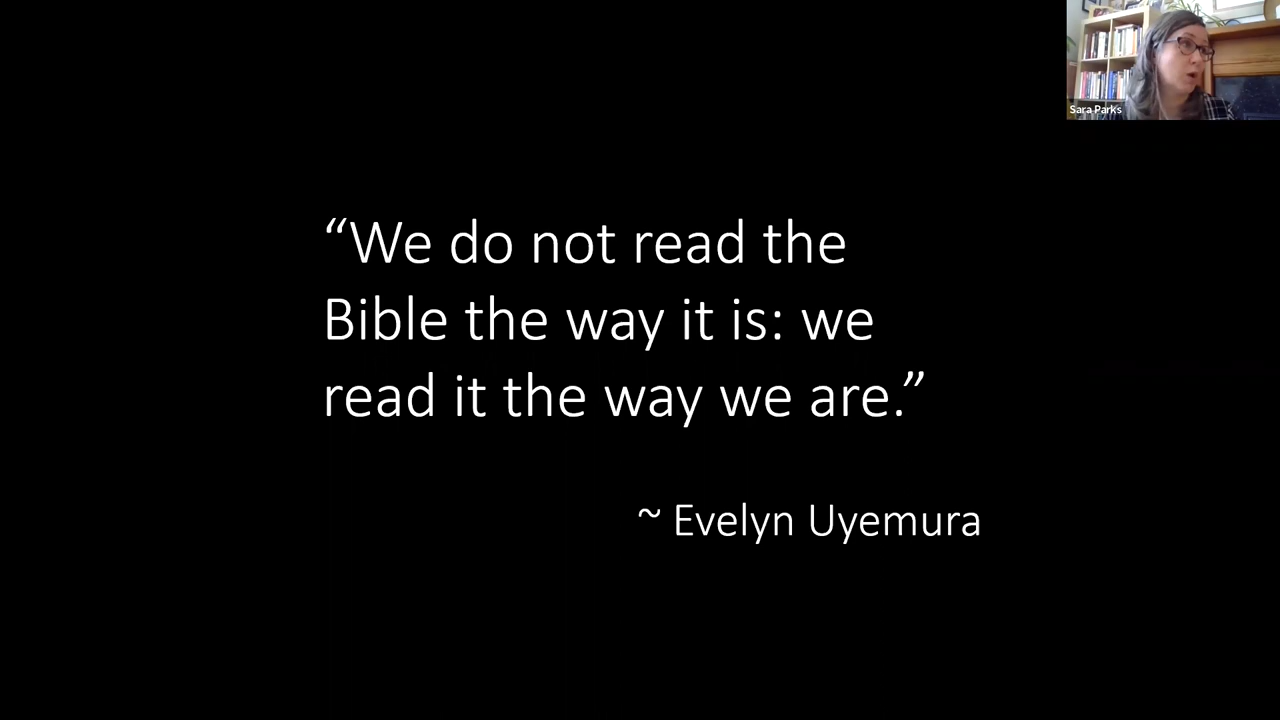 Sara Parks
“We do not read the
Bible the way it is: we
read it the way we are.”
~ Evelyn Uyemura